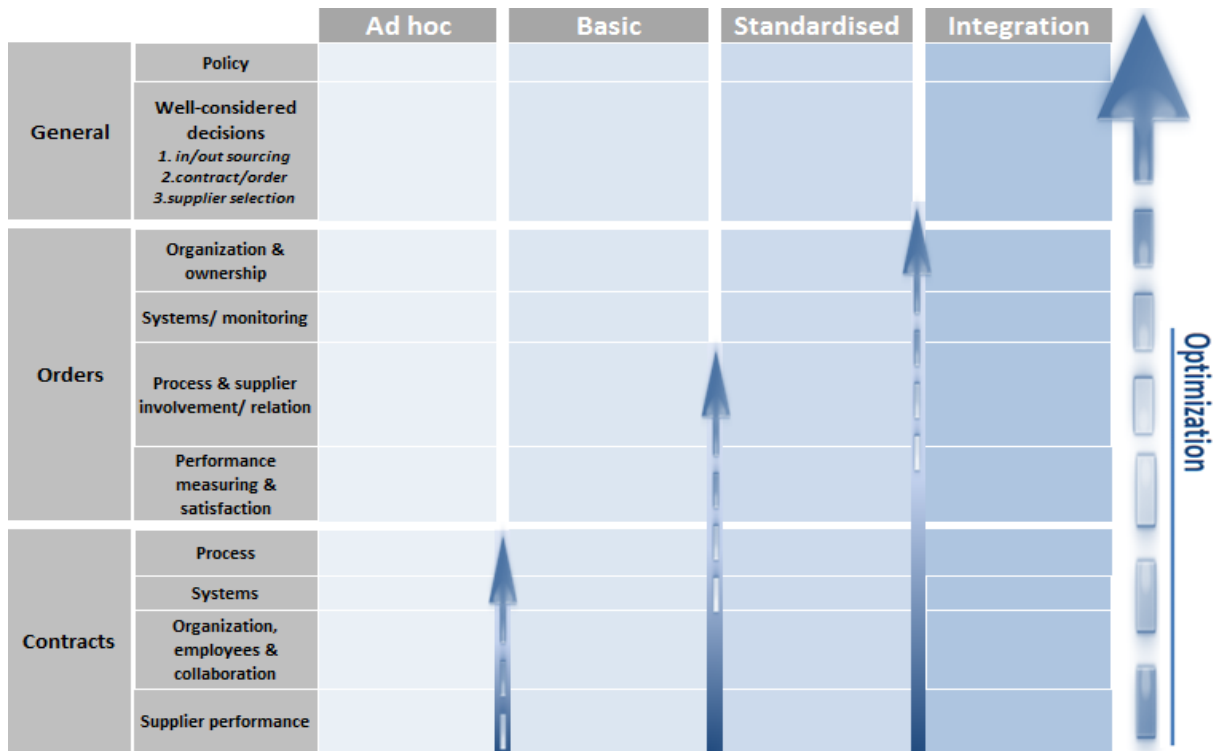 Ad hoc
Basic
Standardised
Integration
General
Policy
Well-considered
decisions
1. in/out sourcing
2.contract/order
3.supplier selection
Orders
Organization &
ownership
Systems/ monitoring
Process & supplier
involvement/ relation
Performance
measuring &
satisfaction
Contracts
Process
Systems
Organization,
employees &
collaboration
Supplier performance
Optimization